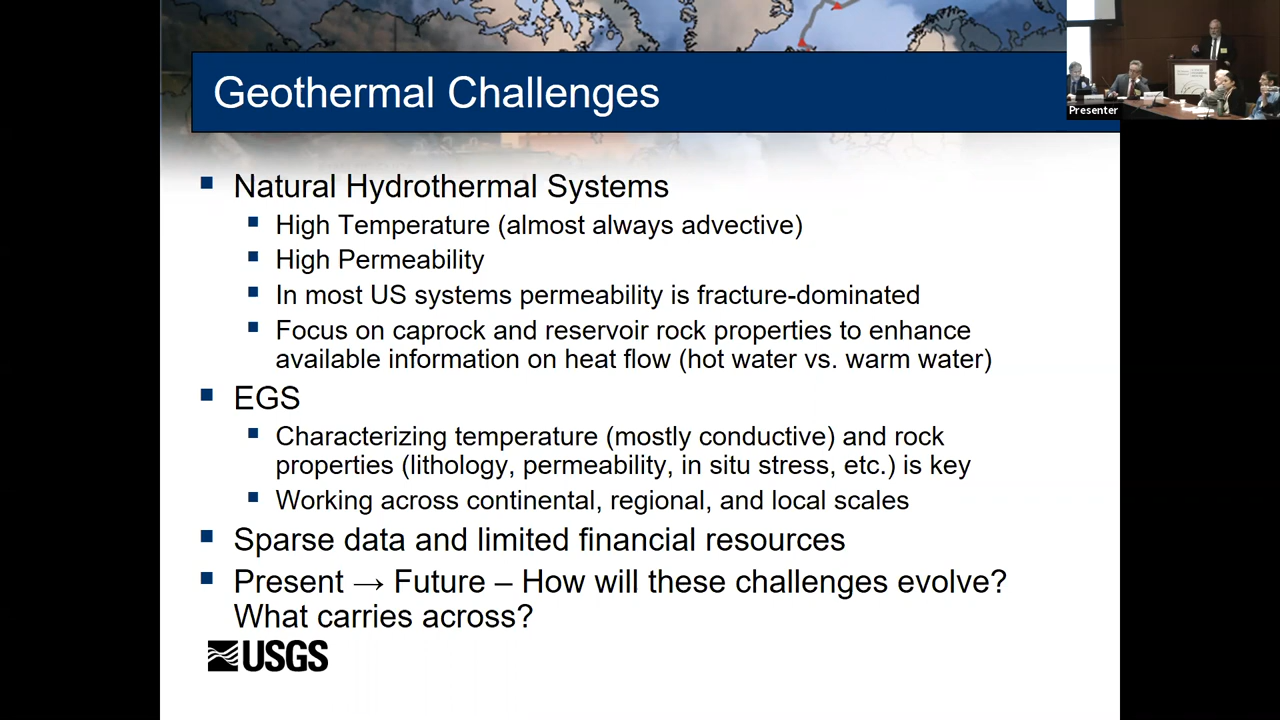 Geothermal Challenges
Presenter
Natural Hydrothermal Systems
High Temperature (almost always advective)
High Permeability
In most US systems permeability is fracture-dominated
Focus on caprock and reservoir rock properties to enhance
available information on heat flow (hot water vs. warm water)
EGS
Characterizing temperature (mostly conductive) and rock
properties (lithology, permeability, in situ stress, etc.) is key
Working across continental, regional, and local scales
Sparse data and limited financial resources
Present → Future – How will these challenges evolve?
What carries across?
USGS